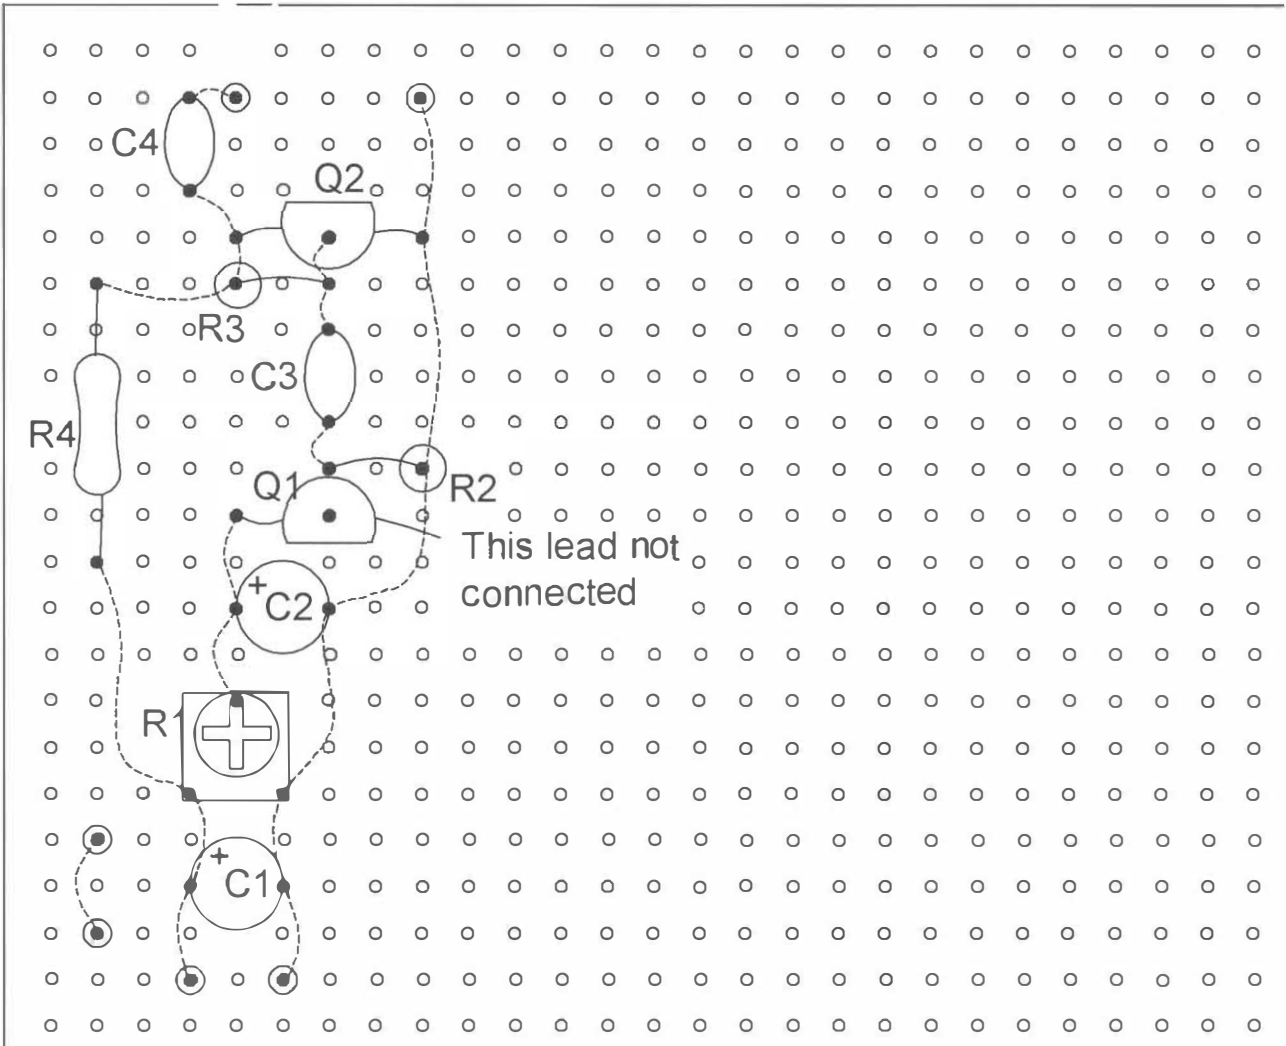 C4
Q2
R3
C3
R4
Q1
R2
This lead not
connected
+
C2
R1
+
C1